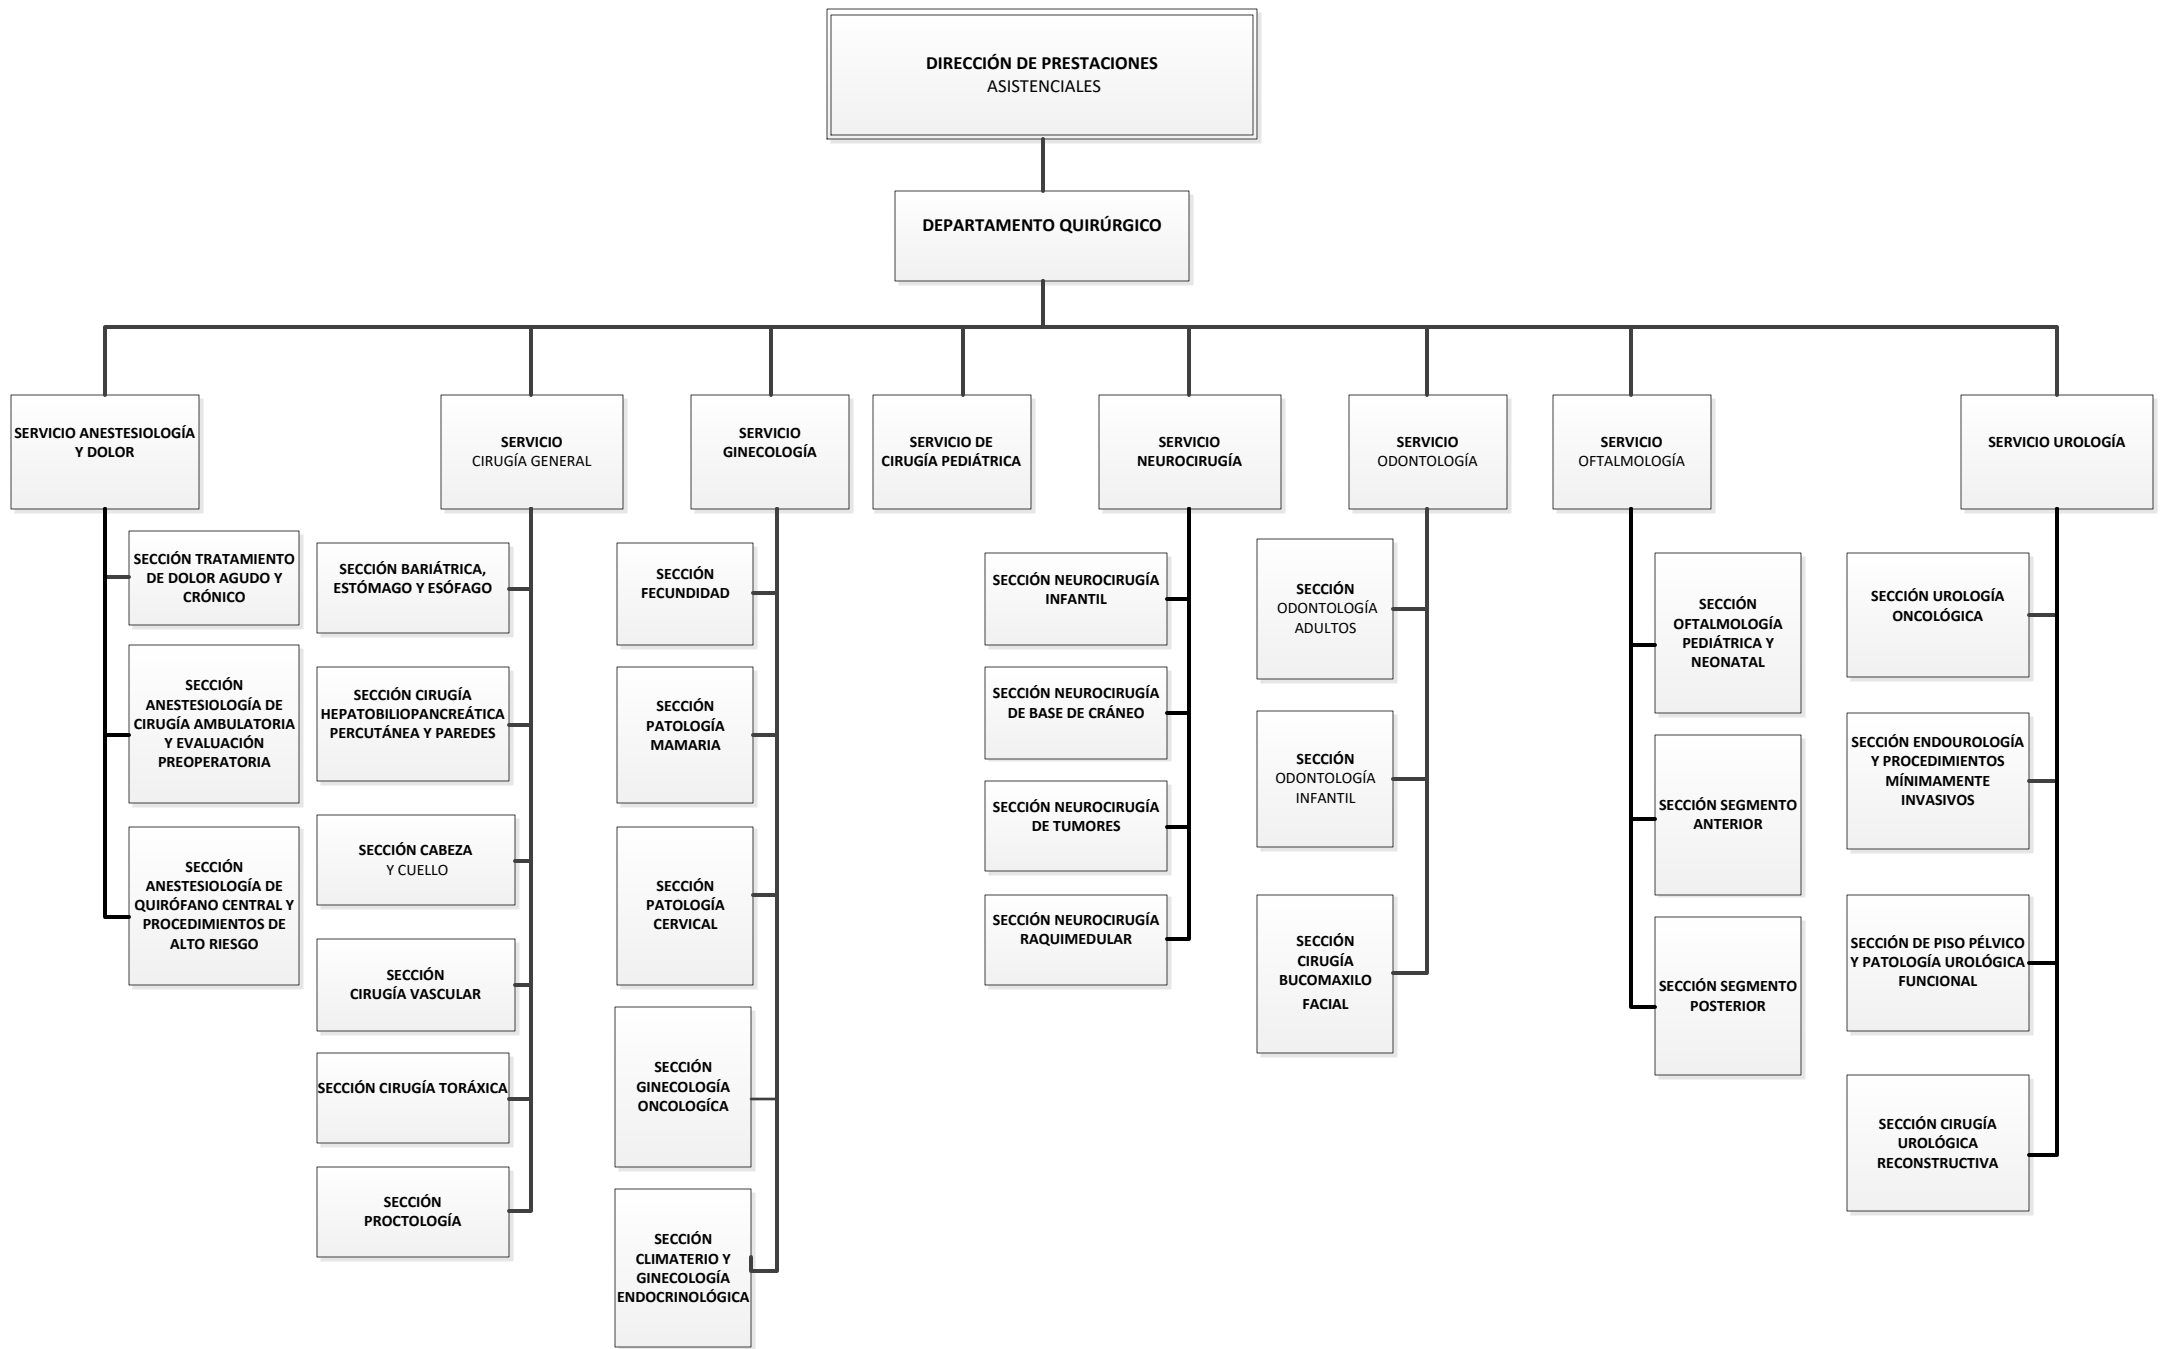 DIRECCIÓN DE PRESTACIONES
ASISTENCIALES
DEPARTAMENTO QUIRÚRGICO
SERVICIO ANESTESIOLOGÍA
Y DOLOR
SERVICIO
CIRUGÍA GENERAL
SERVICIO
GINECOLOGÍA
SERVICIO DE
CIRUGÍA PEDIÁTRICA
SERVICIO
NEUROCIRUGÍA
SERVICIO
ODONTOLOGÍA
SERVICIO
OFTALMOLOGÍA
SERVICIO UROLOGÍA
SECCIÓN TRATAMIENTO
DE DOLOR AGUDO Y
CRÓNICO
SECCIÓN
ANESTESIOLOGÍA DE
CIRUGÍA AMBULATORIA
Y EVALUACIÓN
PREOPERATORIA
SECCIÓN
ANESTESIOLOGÍA DE
QUIRÓFANO CENTRAL Y
PROCEDIMIENTOS DE
ALTO RIESGO
SECCIÓN BARIÁTRICA,
ESTÓMAGO Y ESÓFAGO
SECCIÓN CIRUGÍA
HEPATOBILIOPANCREÁTICA
PERCUTÁNEA Y PAREDES
SECCIÓN CABEZA
Y CUELLO
SECCIÓN
CIRUGÍA VASCULAR
SECCIÓN CIRUGÍA TORÁXICA
SECCIÓN
PROCTOLOGÍA
SECCIÓN
FECUNDIDAD
SECCIÓN
PATOLOGÍA
MAMARIA
SECCIÓN
PATOLOGÍA
CERVICAL
SECCIÓN
GINECOLOGÍA
ONCOLOGÍCA
SECCIÓN
CLIMATERIO Y
GINECOLOGÍA
ENDOCRINOLÓGICA
SECCIÓN NEUROCIRUGÍA
INFANTIL
SECCIÓN NEUROCIRUGÍA
DE BASE DE CRÁNEO
SECCIÓN NEUROCIRUGÍA
DE TUMORES
SECCIÓN NEUROCIRUGÍA
RAQUIMEDULAR
SECCIÓN
ODONTOLOGÍA
ADULTOS
SECCIÓN
ODONTOLOGÍA
INFANTIL
SECCIÓN
CIRUGÍA
BUCOMAXILO
FACIAL
SECCIÓN
OFTALMOLOGÍA
PEDIÁTRICA Y
NEONATAL
SECCIÓN SEGMENTO
ANTERIOR
SECCIÓN SEGMENTO
POSTERIOR
SECCIÓN UROLOGÍA
ONCOLÓGICA
SECCIÓN ENDOUROLOGÍA
Y PROCEDIMIENTOS
MÍNIMAMENTE
INVASIVOS
SECCIÓN DE PISO PÉLVICO
Y PATOLOGÍA UROLÓGICA
FUNCIONAL
SECCIÓN CIRUGÍA
UROLÓGICA
RECONSTRUCTIVA